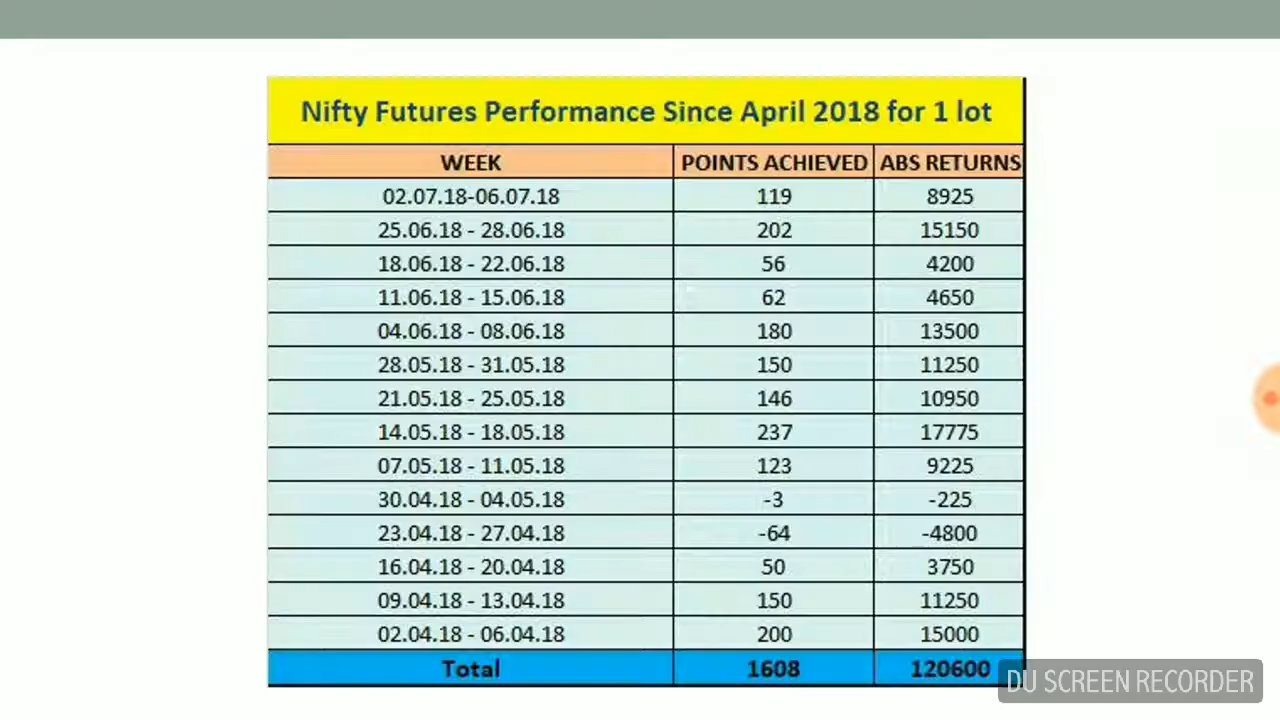 Nifty Futures Performance Since April 2018 for 1 lot
WEEK POINTS ACHIEVED ABS RETURNS
02.07.18-06.07.18 119 8925
25.06.18 - 28.06.18 202 15150
18.06.18 - 22.06.18 56 4200
11.06.18 - 15.06.18 62 4650
04.06.18 - 08.06.18 180 13500
28.05.18 - 31.05.18 150 11250
21.05.18 - 25.05.18 146 10950
14.05.18 - 18.05.18 237 17775
07.05.18 - 11.05.18 123 9225
30.04.18 - 04.05.18 -3 -225
23.04.18 - 27.04.18 -64 -4800
16.04.18 - 20.04.18 50 3750
09.04.18 - 13.04.18 150 11250
02.04.18 - 06.04.18 200 15000
Total 1608 120600
DU SCREEN RECORDER